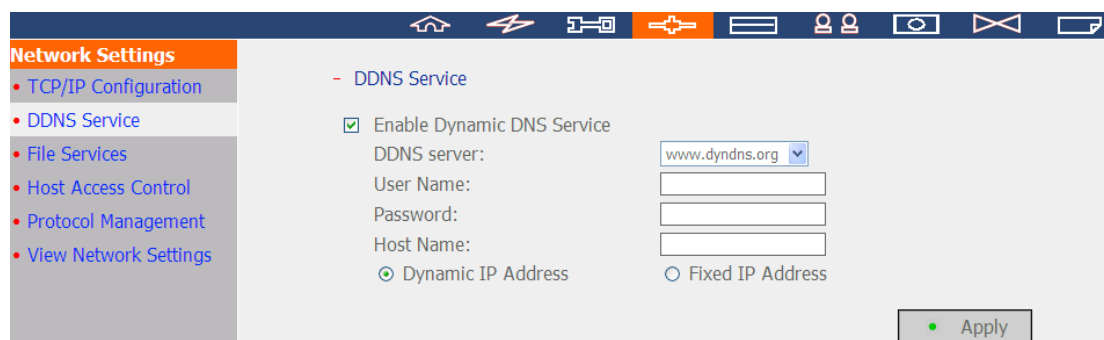 Network Settings
TCP/IP Configuration
DDNS Service
File Services
Host Access Control
Protocol Management
View Network Settings
– DDNS Service
Enable Dynamic DNS Service
DDNS server: www.dyndns.org
User Name:
Password:
Host Name:
Dynamic IP Address Fixed IP Address
Apply